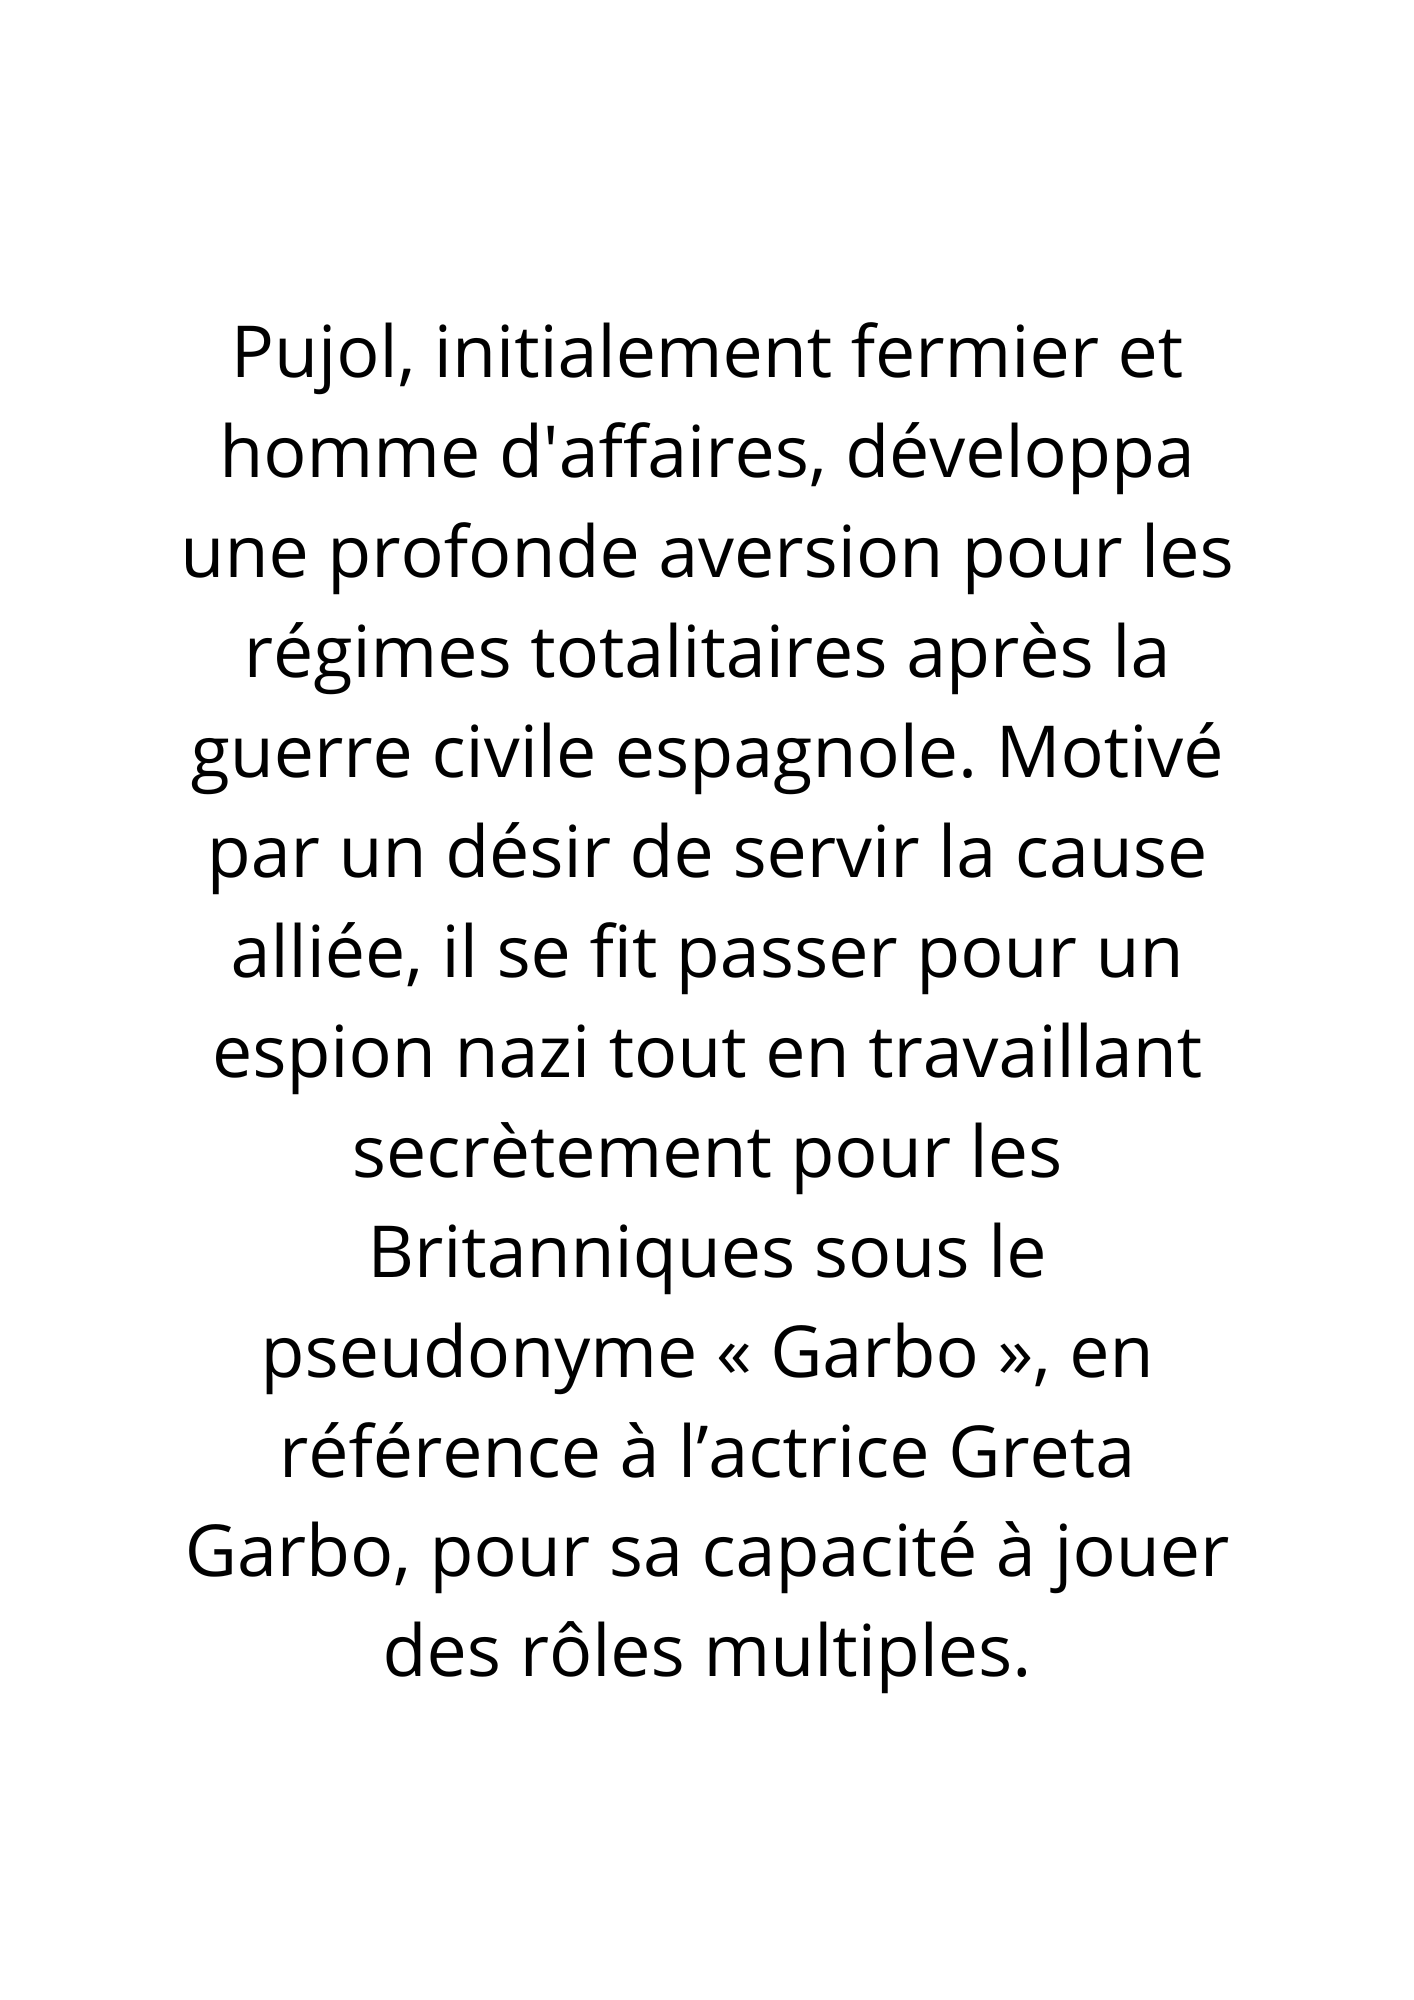 Pujol, initialement fermier et
homme d'affaires, développa
une profonde aversion pour les
régimes totalitaires après la
guerre civile espagnole. Motivé
par un désir de servir la cause
alliée, il se fit passer pour un
espion nazi tout en travaillant
secrètement pour les
Britanniques sous le
pseudonyme « Garbo », en
référence à l’actrice Greta
Garbo, pour sa capacité à jouer
des rôles multiples.